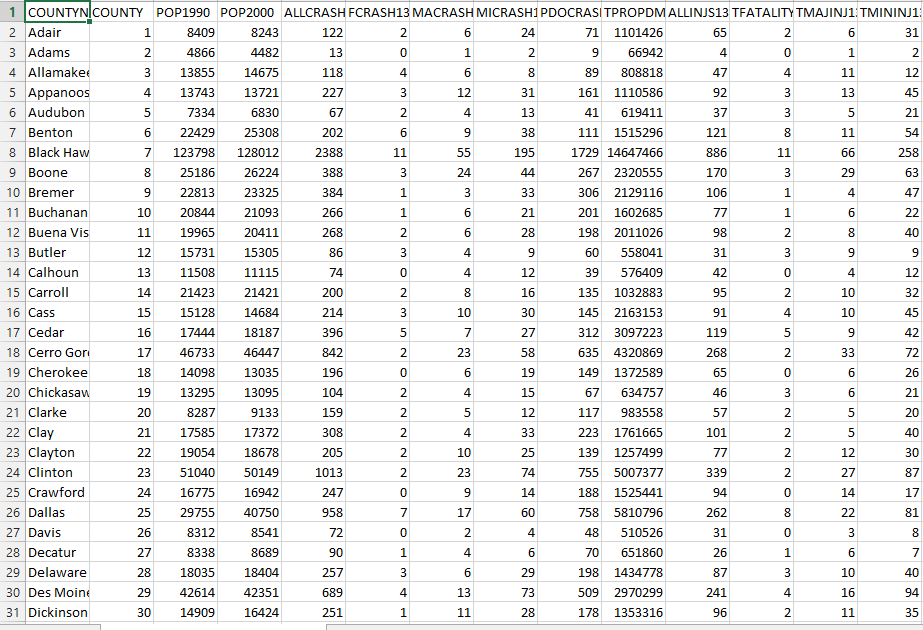 1 COUNTYN COUNTY POP1990 POP2000 ALLCRASH FCRASH13 MACRASH MICRASH1 PDOCRASI TPROPDM ALLINJS13 TFATALITY TMAJINJ1 TMININJ1
2 Adair 1 8409 8243 122 2 6 24 71 1101426 65 2 6 31
3 Adams 2 4866 4482 13 0 1 2 9 66942 4 0 1 2
4 Allamakee 3 13855 14675 118 4 6 8 89 808818 47 4 11 12
5 Appanoos 4 13743 13721 227 3 12 31 161 1110586 92 3 13 45
6 Audubon 5 7334 6830 67 2 4 13 41 619411 37 3 5 21
7 Benton 6 22429 25308 202 6 9 38 111 1515296 121 8 11 54
8 Black Haw 7 123798 128012 2388 11 55 195 1729 14647466 886 11 66 258
9 Boone 8 25186 26224 388 3 24 44 267 2320555 170 3 29 63
10 Bremer 9 22813 23325 384 1 3 33 306 2129116 106 1 4 47
11 Buchanan 10 20844 21093 266 1 6 21 201 1602685 77 1 6 22
12 Buena Vis 11 19965 20411 268 2 6 28 198 2011026 98 2 8 40
13 Butler 12 15731 15305 86 3 4 9 60 558041 31 3 9 9
14 Calhoun 13 11508 11115 74 0 4 12 39 576409 42 0 4 12
15 Carroll 14 21423 21421 200 2 8 16 135 1032883 95 2 10 32
16 Cass 15 15128 14684 214 3 10 30 145 2163153 91 4 10 45
17 Cedar 16 17444 18187 396 5 7 27 312 3097223 119 5 9 42
18 Cerro Gor 17 46733 46447 842 2 23 58 635 4320869 268 2 33 72
19 Cherokee 18 14098 13035 196 0 6 19 149 1372589 65 0 6 26
20 Chickasaw 19 13295 13095 104 2 4 15 67 634757 46 3 6 21
21 Clarke 20 8287 9133 159 2 5 12 117 983558 57 2 5 20
22 Clay 21 17585 17372 308 2 4 33 223 1761665 101 2 5 40
23 Clayton 22 19054 18678 205 2 10 25 139 1257499 77 2 12 30
24 Clinton 23 51040 50149 1013 2 23 74 755 5007377 339 2 27 87
25 Crawford 24 16775 16942 247 0 9 14 188 1525441 94 0 14 17
26 Dallas 25 29755 40750 958 7 17 60 758 5810796 262 8 22 81
27 Davis 26 8312 8541 72 0 2 4 48 510526 31 0 3 8
28 Decatur 27 8338 8689 90 1 4 6 70 651860 26 1 6 7
29 Delaware 28 18035 18404 257 3 6 29 198 1434778 87 3 10 40
30 Des Moine 29 42614 42351 689 4 13 73 509 2970299 241 4 16 94
31 Dickinson 30 14909 16424 251 1 11 28 178 1353316 96 2 11 35